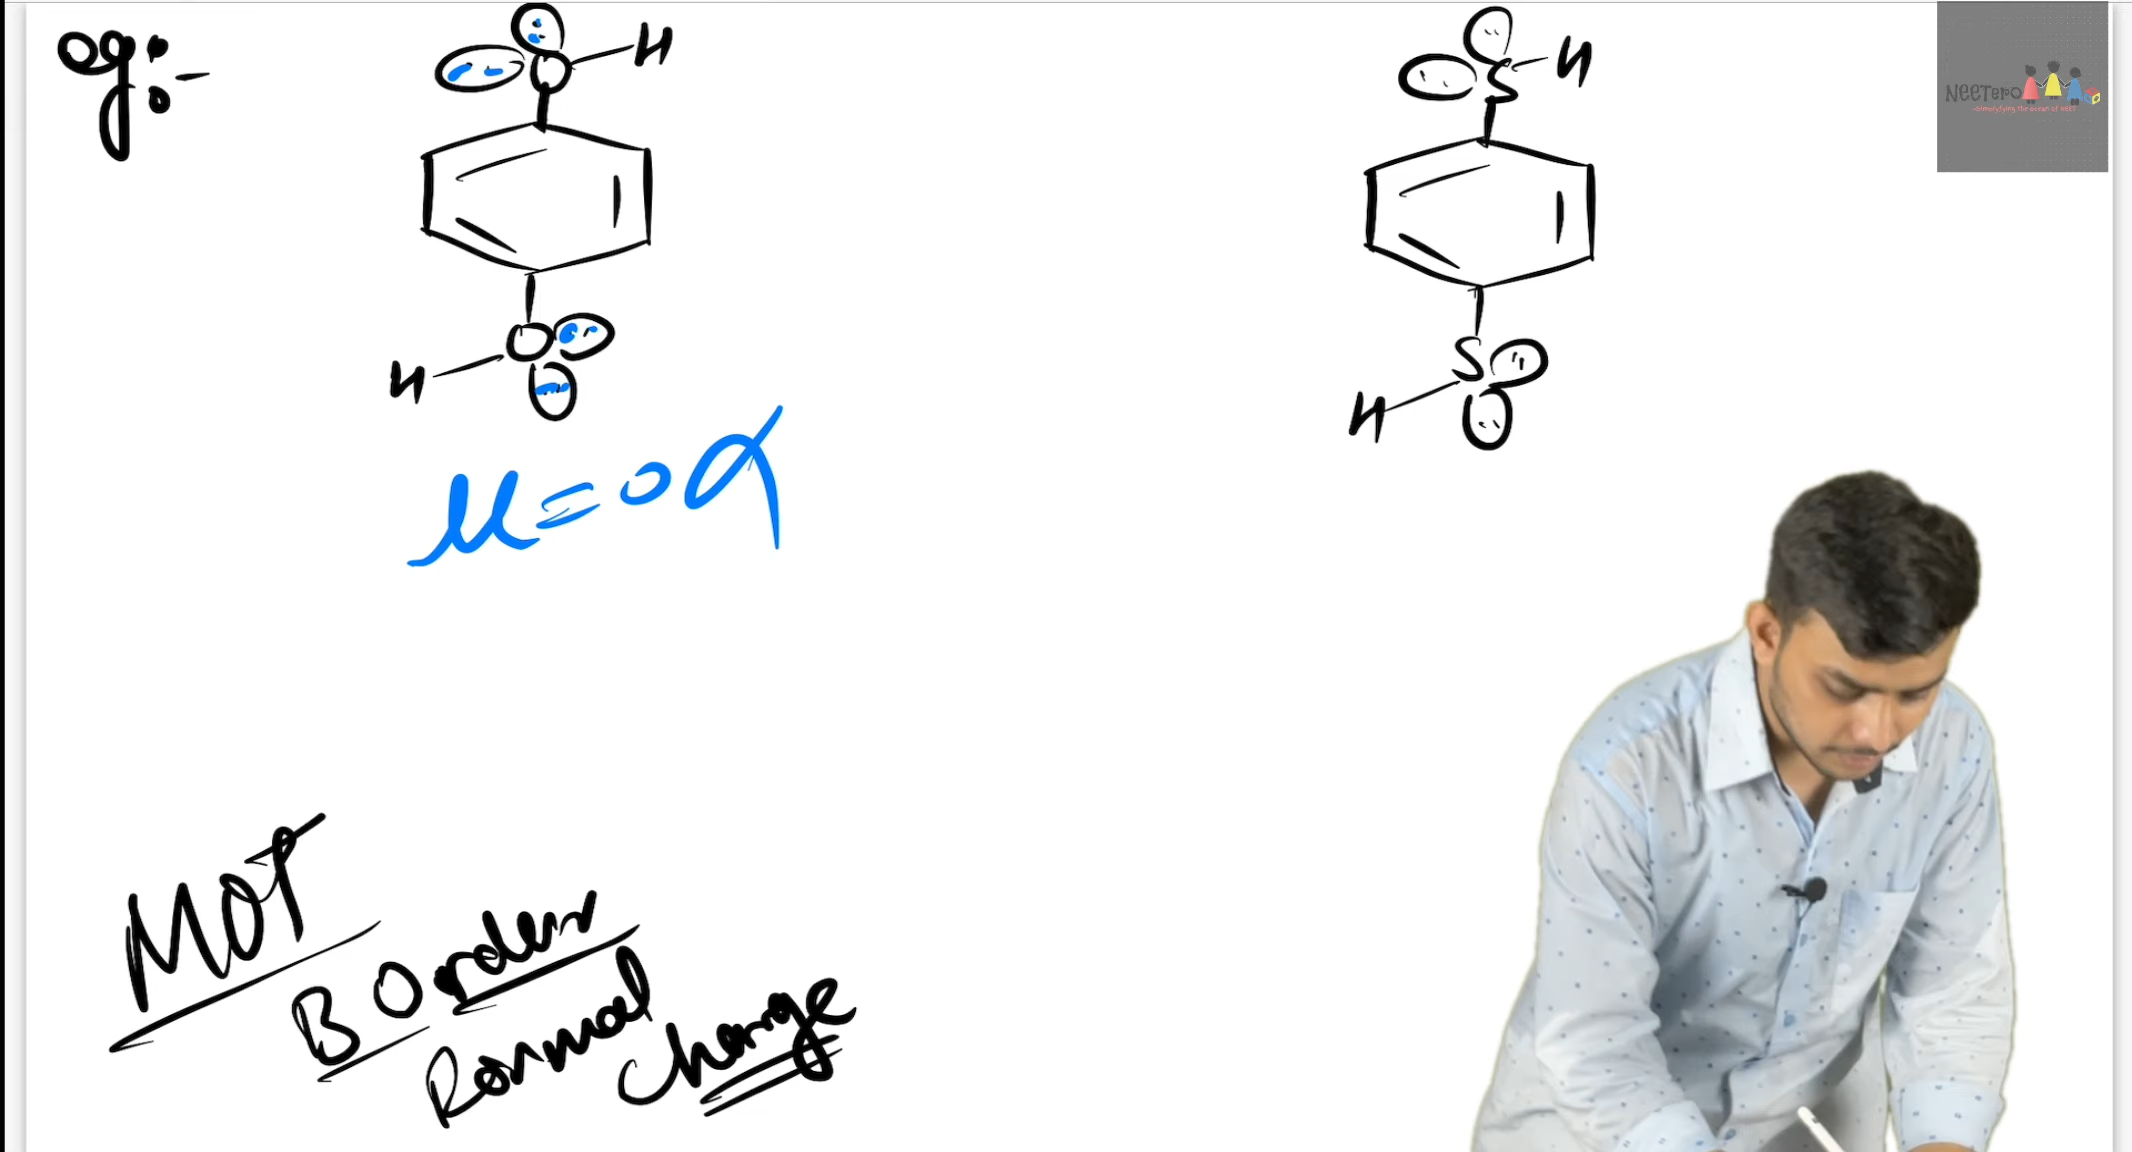 eg:-
O H
S H
H O
H S
μ=0
MOT
B Order
Formal
Charge
NEETero